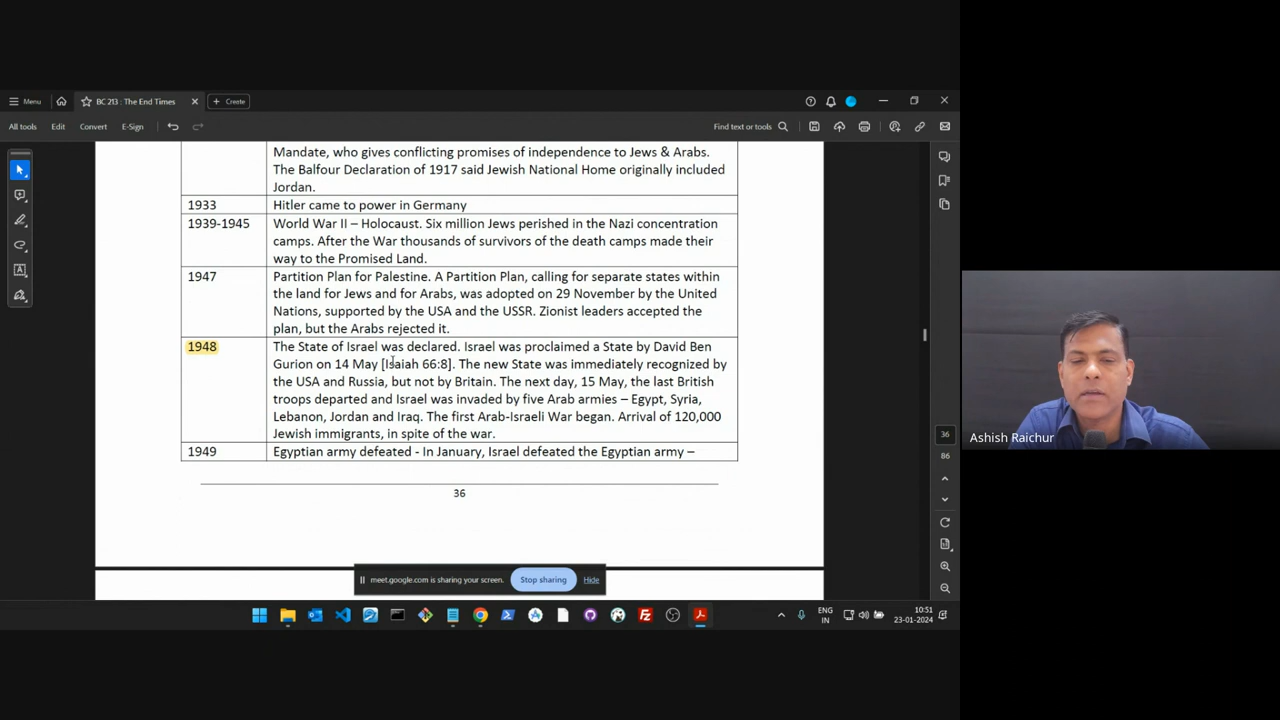 Menu
BC 213 : The End Times
Create
All tools
Edit
Convert
E-Sign
Find text or tools
Mandate, who gives conflicting promises of independence to Jews & Arabs.
The Balfour Declaration of 1917 said Jewish National Home originally included
Jordan.
1933 Hitler came to power in Germany
1939-1945 World War II – Holocaust. Six million Jews perished in the Nazi concentration
camps. After the War thousands of survivors of the death camps made their
way to the Promised Land.
1947 Partition Plan for Palestine. A Partition Plan, calling for separate states within
the land for Jews and for Arabs, was adopted on 29 November by the United
Nations, supported by the USA and the USSR. Zionist leaders accepted the
plan, but the Arabs rejected it.
1948 The State of Israel was declared. Israel was proclaimed a State by David Ben
Gurion on 14 May [Isaiah 66:8]. The new State was immediately recognized by
the USA and Russia, but not by Britain. The next day, 15 May, the last British
troops departed and Israel was invaded by five Arab armies – Egypt, Syria,
Lebanon, Jordan and Iraq. The first Arab-Israeli War began. Arrival of 120,000
Jewish immigrants, in spite of the war.
1949 Egyptian army defeated - In January, Israel defeated the Egyptian army –
36
36
86
Ashish Raichur
meet.google.com is sharing your screen.
Stop sharing
Hide
ENG
IN
10:51
23-01-2024